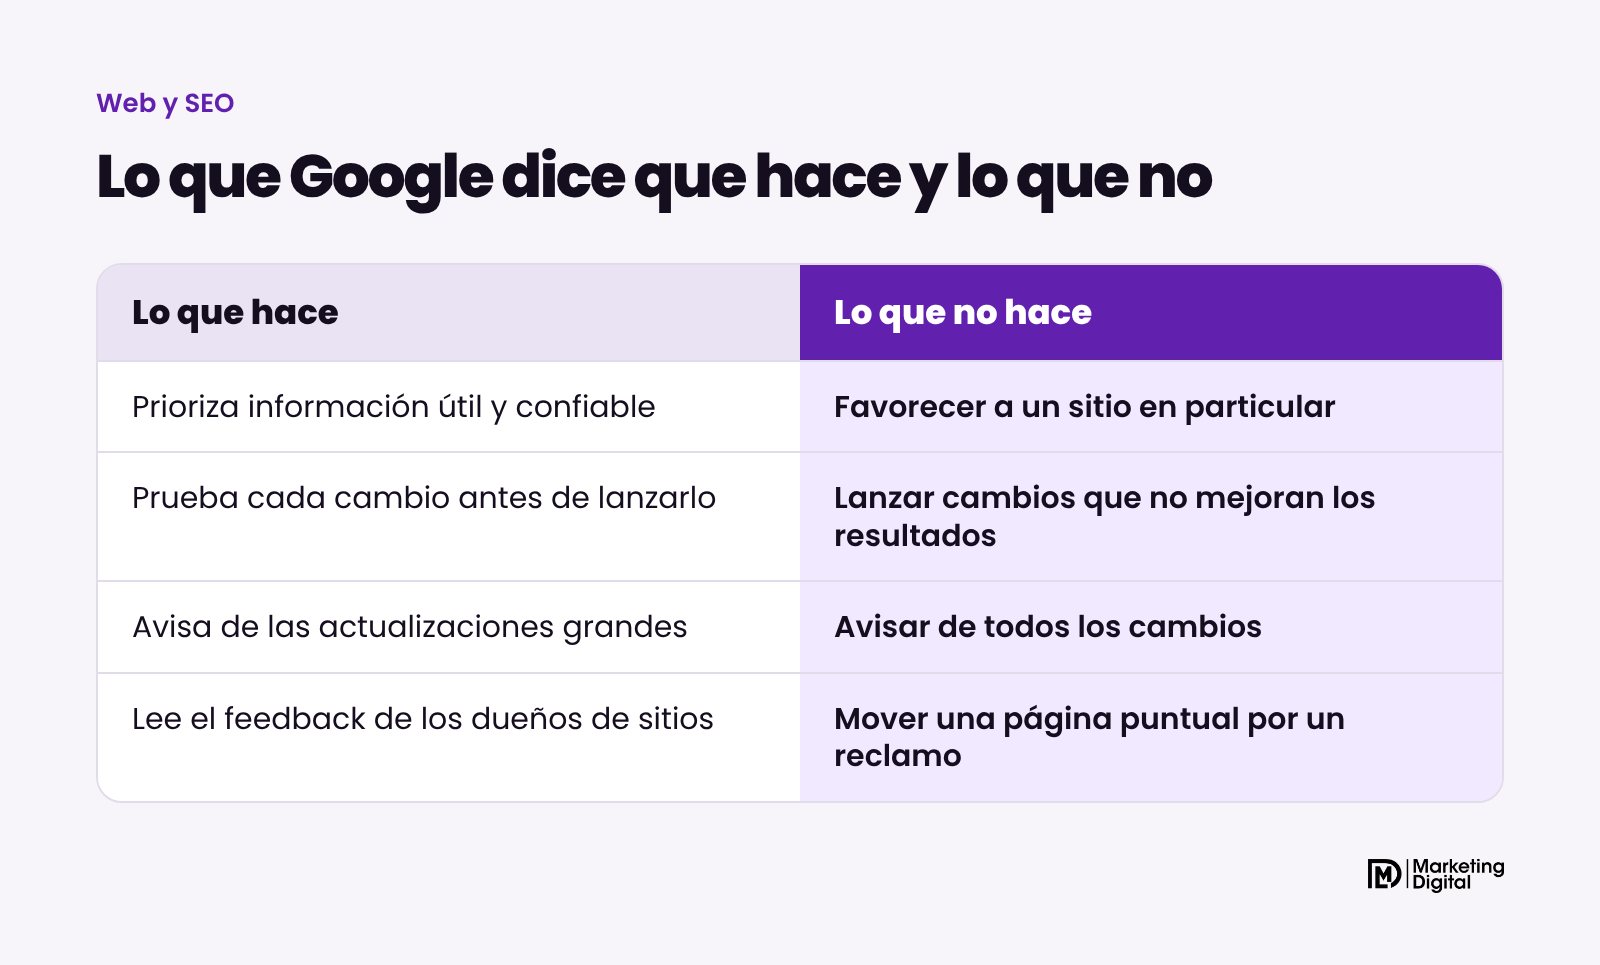 Web y SEO
Lo que Google dice que hace y lo que no
Lo que hace
Lo que no hace
Prioriza información útil y confiable
Favorecer a un sitio en particular
Prueba cada cambio antes de lanzarlo
Lanzar cambios que no mejoran los
resultados
Avisa de las actualizaciones grandes
Avisar de todos los cambios
Lee el feedback de los dueños de sitios
Mover una página puntual por un
reclamo
DM
Marketing
Digital